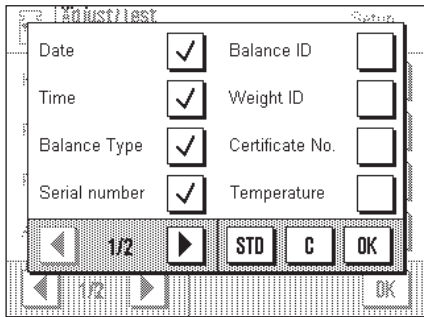 Adjust/Test Setup
Date Balance ID
Time Weight ID
Balance Type Certificate No.
Serial number Temperature
1/2 STD C OK
1/2 OK